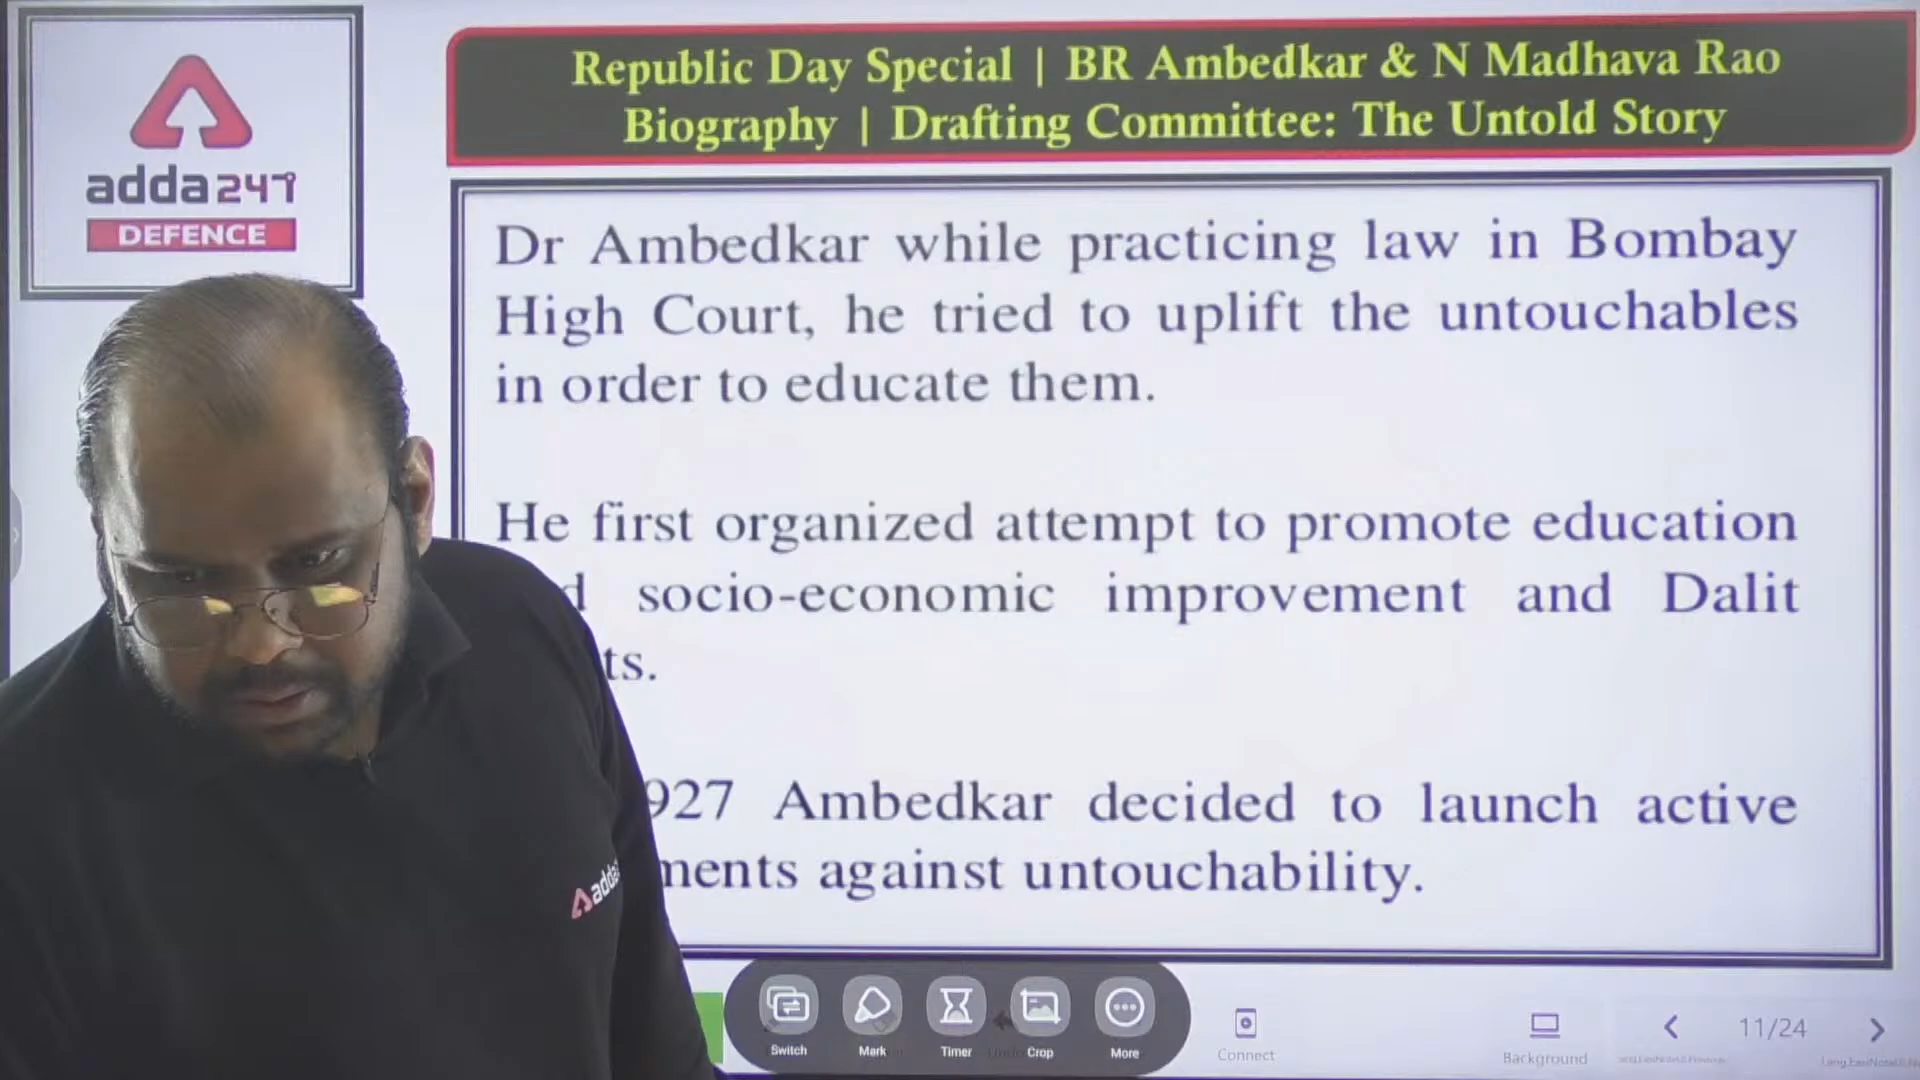 adda247
DEFENCE
Republic Day Special | BR Ambedkar & N Madhava Rao
Biography | Drafting Committee: The Untold Story
Dr Ambedkar while practicing law in Bombay
High Court, he tried to uplift the untouchables
in order to educate them.
He first organized attempt to promote education
d socio-economic improvement and Dalit
ts.
927 Ambedkar decided to launch active
ments against untouchability.
adda
Switch Mark Timer Crop More
Connect
Background
11/24